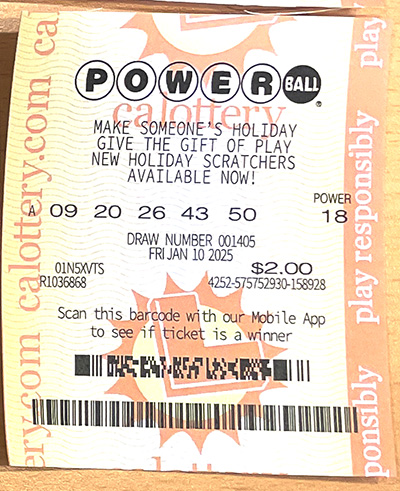 POWERBALL®
calottery
MAKE SOMEONE'S HOLIDAY
GIVE THE GIFT OF PLAY
NEW HOLIDAY SCRATCHERS
AVAILABLE NOW!
POWER
A 09 20 26 43 50 18
DRAW NUMBER 001405
FRI JAN 10 2025
01N5XVTS $2.00
R1036868 4252-575752930-158928
Scan this barcode with our Mobile App
to see if ticket is a winner
calottery.com
play responsibly